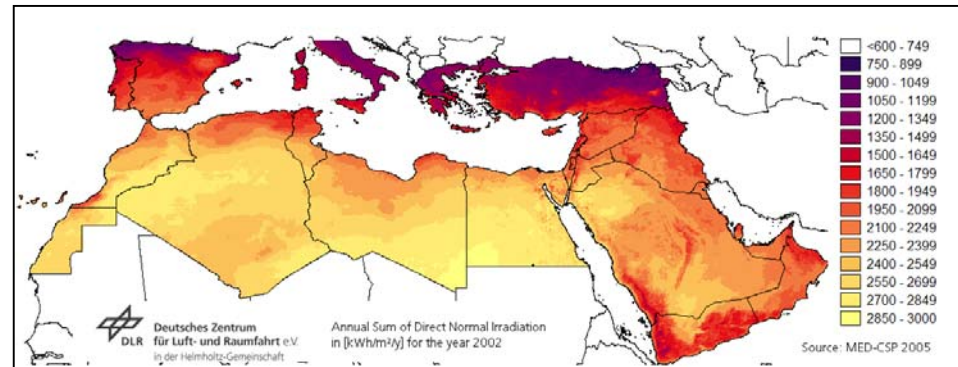 <600 - 749
750 - 899
900 - 1049
1050 - 1199
1200 - 1349
1350 - 1499
1500 - 1649
1650 - 1799
1800 - 1949
1950 - 2099
2100 - 2249
2250 - 2399
2400 - 2549
2550 - 2699
2700 - 2849
2850 - 3000
DLR
Deutsches Zentrum
für Luft- und Raumfahrt e.V.
in der Helmholtz-Gemeinschaft
Annual Sum of Direct Normal Irradiation
in [kWh/m²/y] for the year 2002
Source: MED-CSP 2005